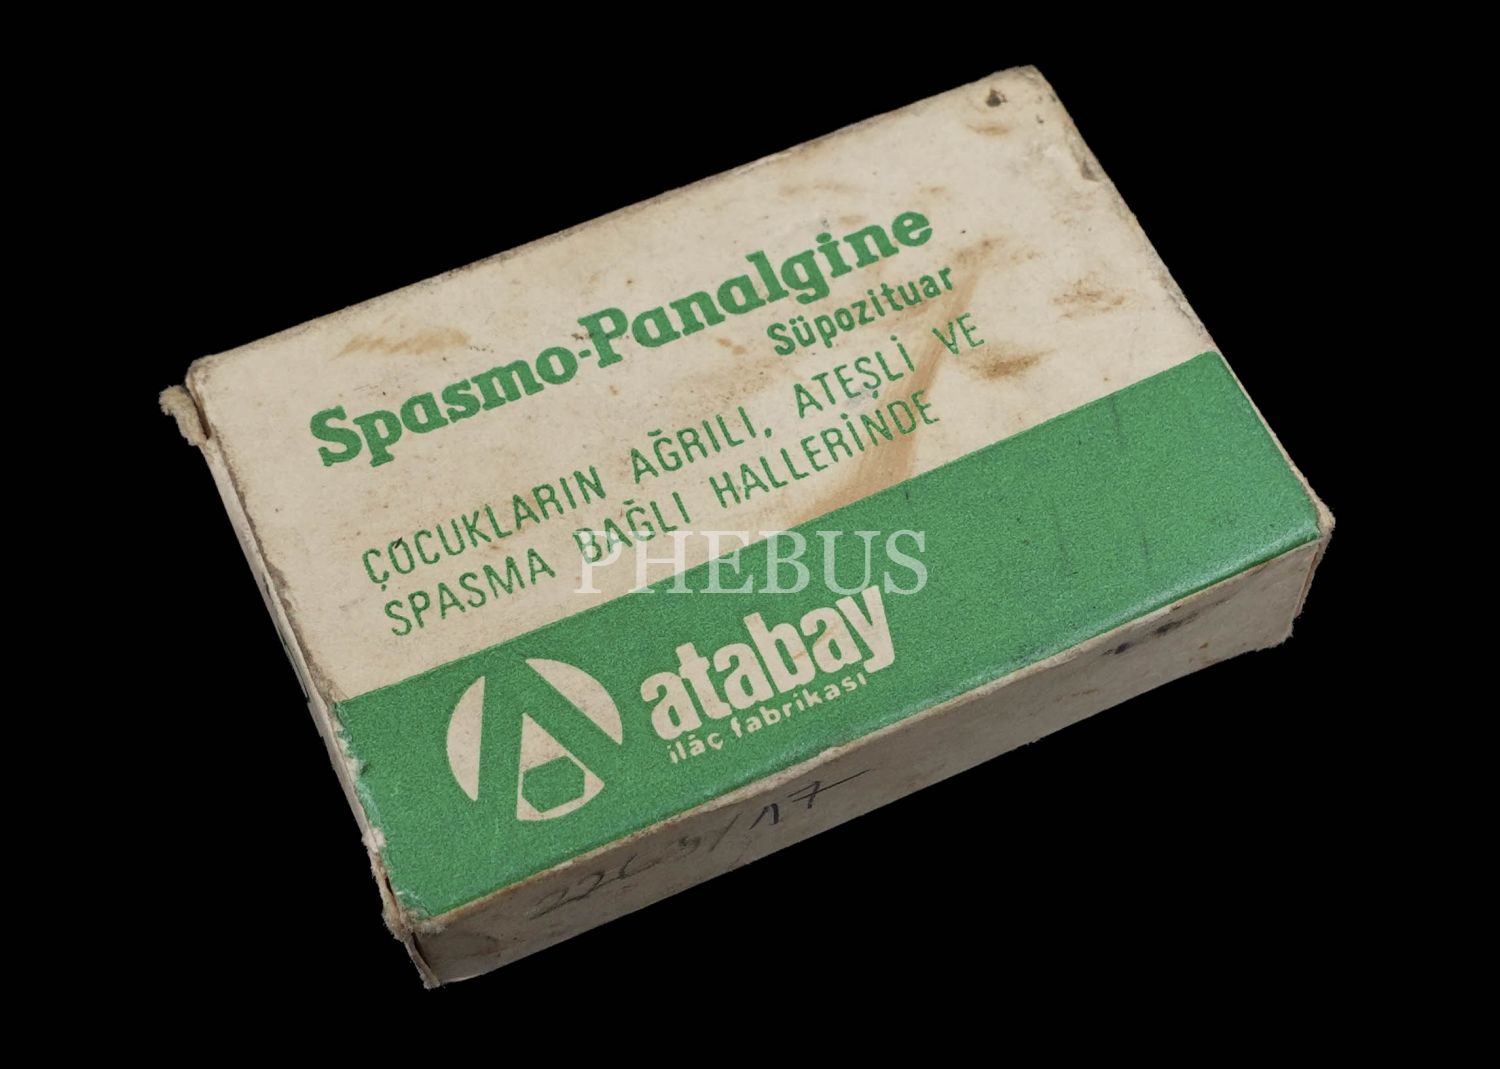 Spasmo-Panalgine
Süpozituar
ÇOCUKLARIN AĞRILI, ATEŞLİ VE
SPASMA BAĞLI HALLERİNDE
PHEBUS
atabay
ilâç fabrikası